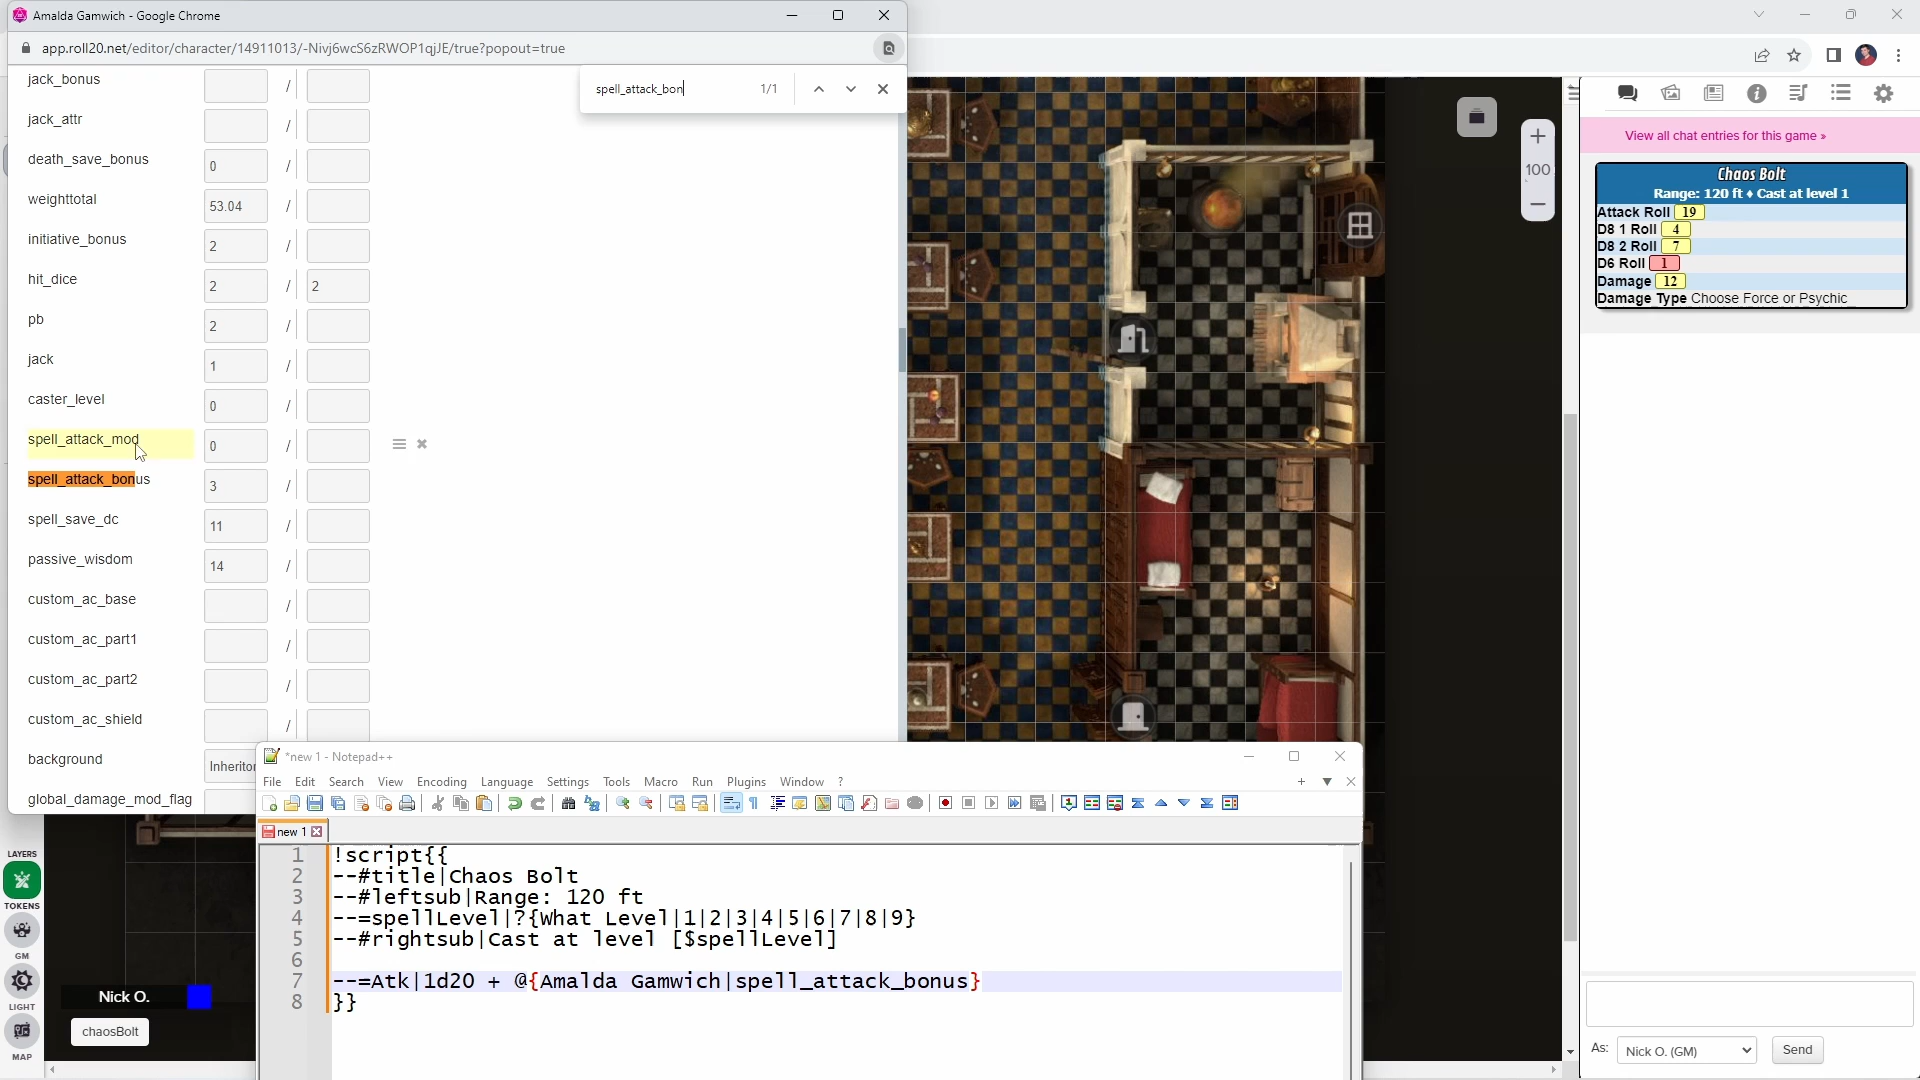 Amalda Gamwich - Google Chrome
app.roll20.net/editor/character/14911013/-Nivj6wcS6zRWOP1qjJE/true?popout=true
spell_attack_bon 1/1
jack_bonus /
jack_attr /
death_save_bonus 0 /
weighttotal 53.04 /
initiative_bonus 2 /
hit_dice 2 / 2
pb 2 /
jack 1 /
caster_level 0 /
spell_attack_mod 0 /
spell_attack_bonus 3 /
spell_save_dc 11 /
passive_wisdom 14 /
custom_ac_base /
custom_ac_part1 /
custom_ac_part2 /
custom_ac_shield /
background
global_damage_mod_flag
100
View all chat entries for this game »
Chaos Bolt
Range: 120 ft ♦ Cast at level 1
Attack Roll 19
D8 1 Roll 4
D8 2 Roll 7
D6 Roll 1
Damage 12
Damage Type Choose Force or Psychic
As: Nick O. (GM) Send
LAYERS
TOKENS
GM
LIGHT
MAP
Nick O.
chaosBolt
*new 1 - Notepad++
File Edit Search View Encoding Language Settings Tools Macro Run Plugins Window ?
new 1
1 !script{{
2 --#title|Chaos Bolt
3 --#leftsub|Range: 120 ft
4 --=spellLevel|?{What Level|1|2|3|4|5|6|7|8|9}
5 --#rightsub|Cast at level [$spellLevel]
6
7 --=Atk|1d20 + @{Amalda Gamwich|spell_attack_bonus}
8 }}